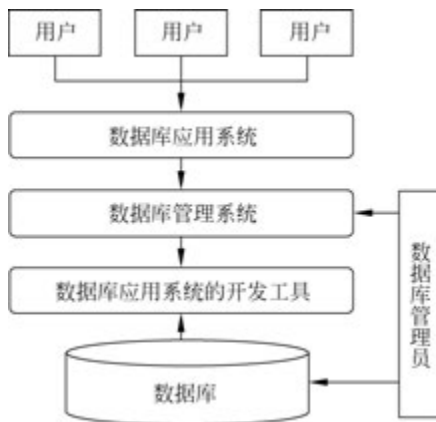 用户 用户 用户
数据库应用系统
数据库管理系统
数据库应用系统的开发工具
数据库
数据库管理员